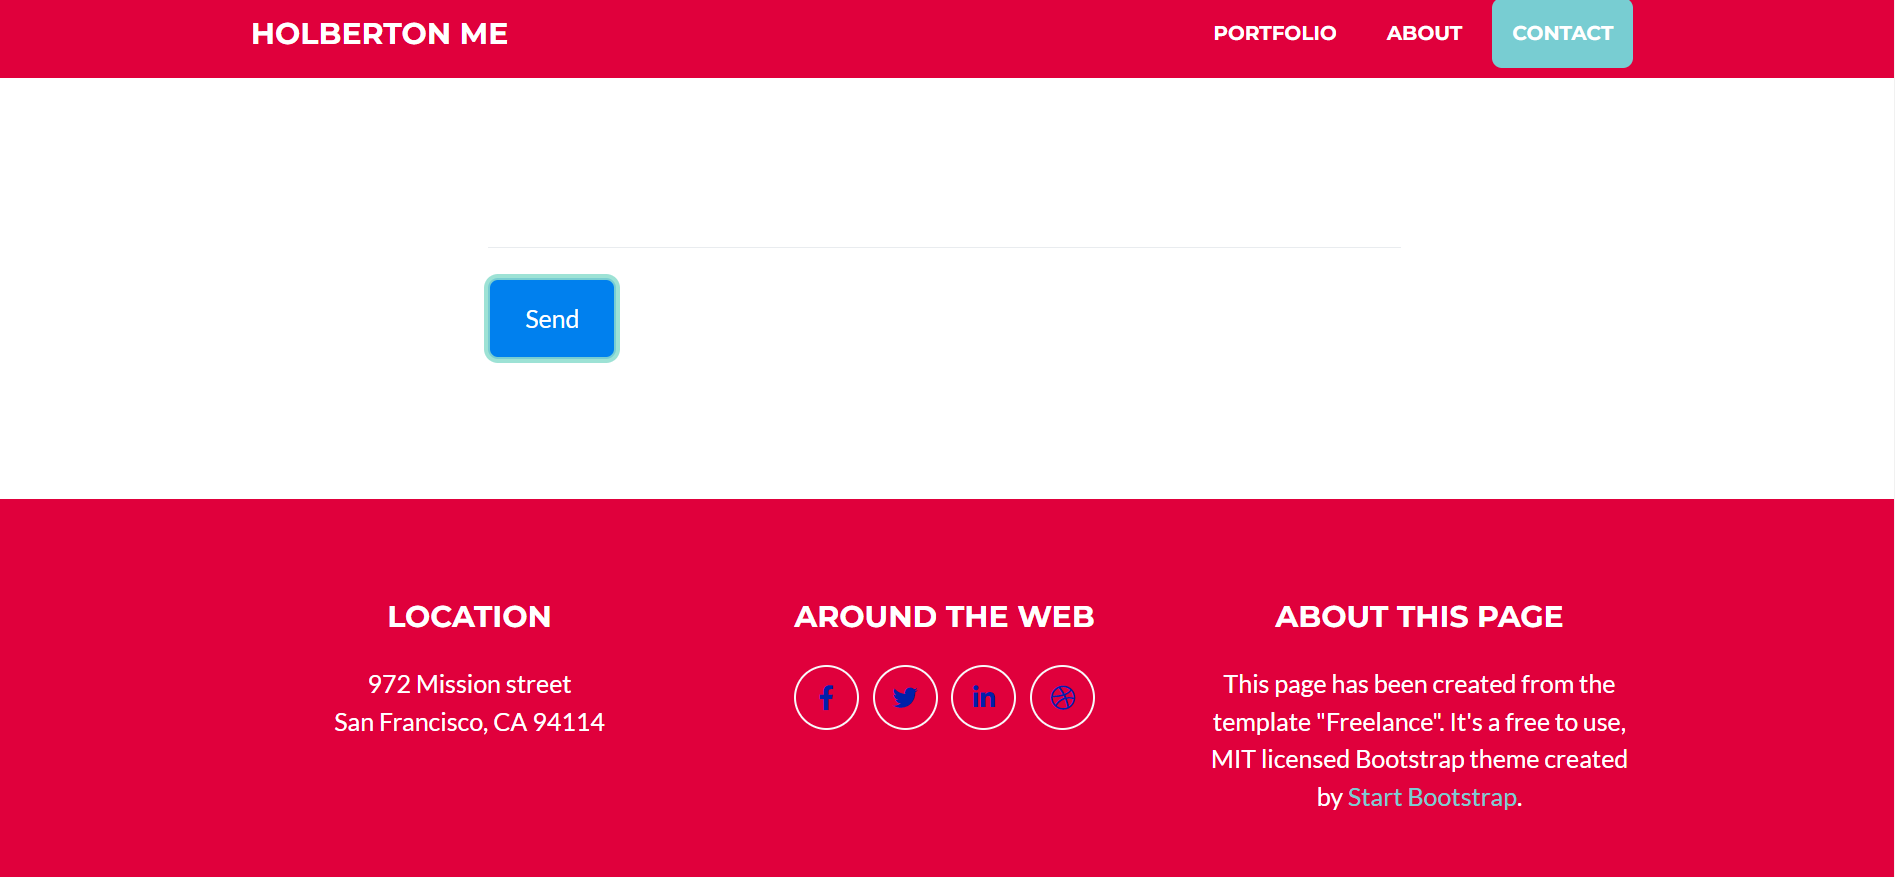 HOLBERTON ME
PORTFOLIO
ABOUT
CONTACT
Send
LOCATION
972 Mission street
San Francisco, CA 94114
AROUND THE WEB
ABOUT THIS PAGE
This page has been created from the
template "Freelance". It's a free to use,
MIT licensed Bootstrap theme created
by Start Bootstrap.